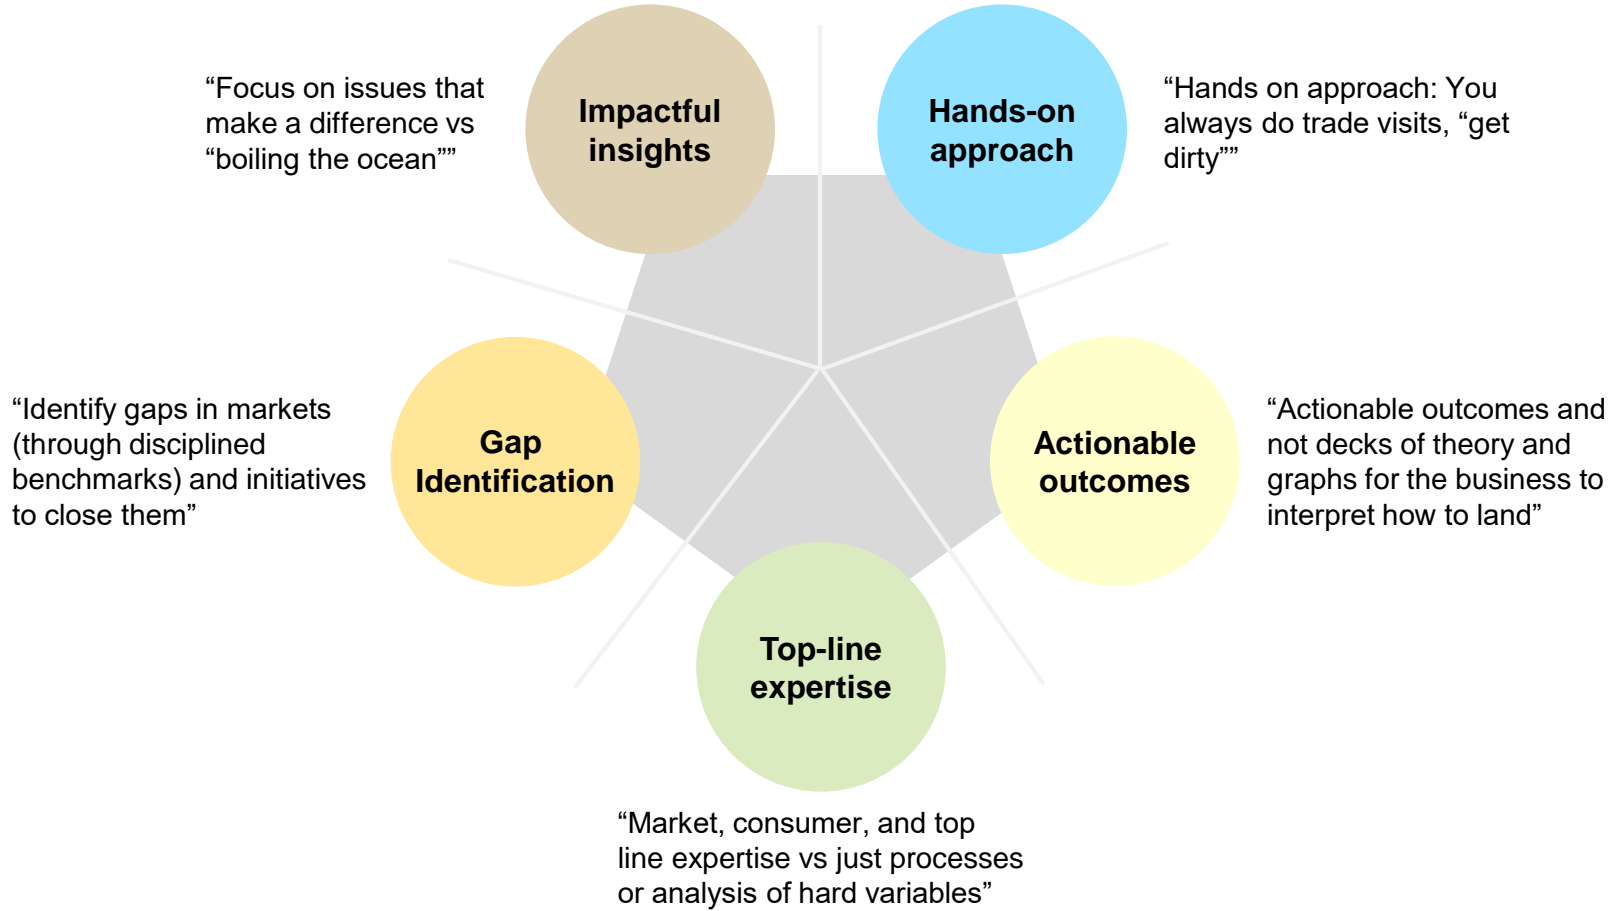 “Focus on issues that
make a difference vs
“boiling the ocean””
Impactful
insights
Hands-on
approach
“Hands on approach: You
always do trade visits, “get
dirty””
“Identify gaps in markets
(through disciplined
benchmarks) and initiatives
to close them”
Gap
Identification
Actionable
outcomes
“Actionable outcomes and
not decks of theory and
graphs for the business to
interpret how to land”
Top-line
expertise
“Market, consumer, and top
line expertise vs just processes
or analysis of hard variables”